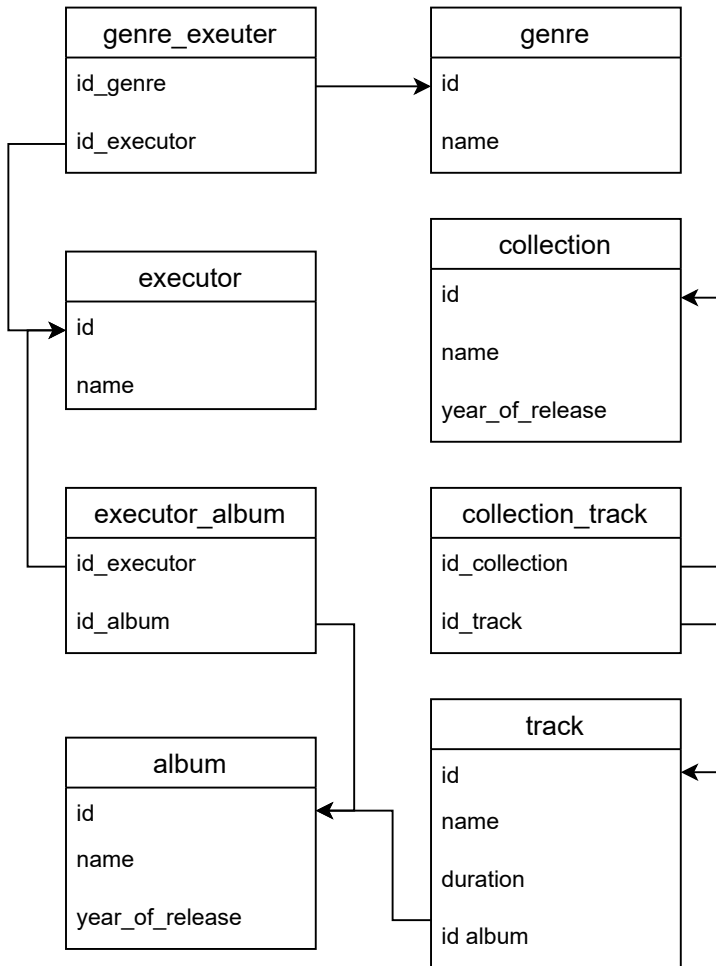 genre_exeuter
id_genre
id_executor
genre
id
name
executor
id
name
collection
id
name
year_of_release
executor_album
id_executor
id_album
collection_track
id_collection
id_track
album
id
name
year_of_release
track
id
name
duration
id album